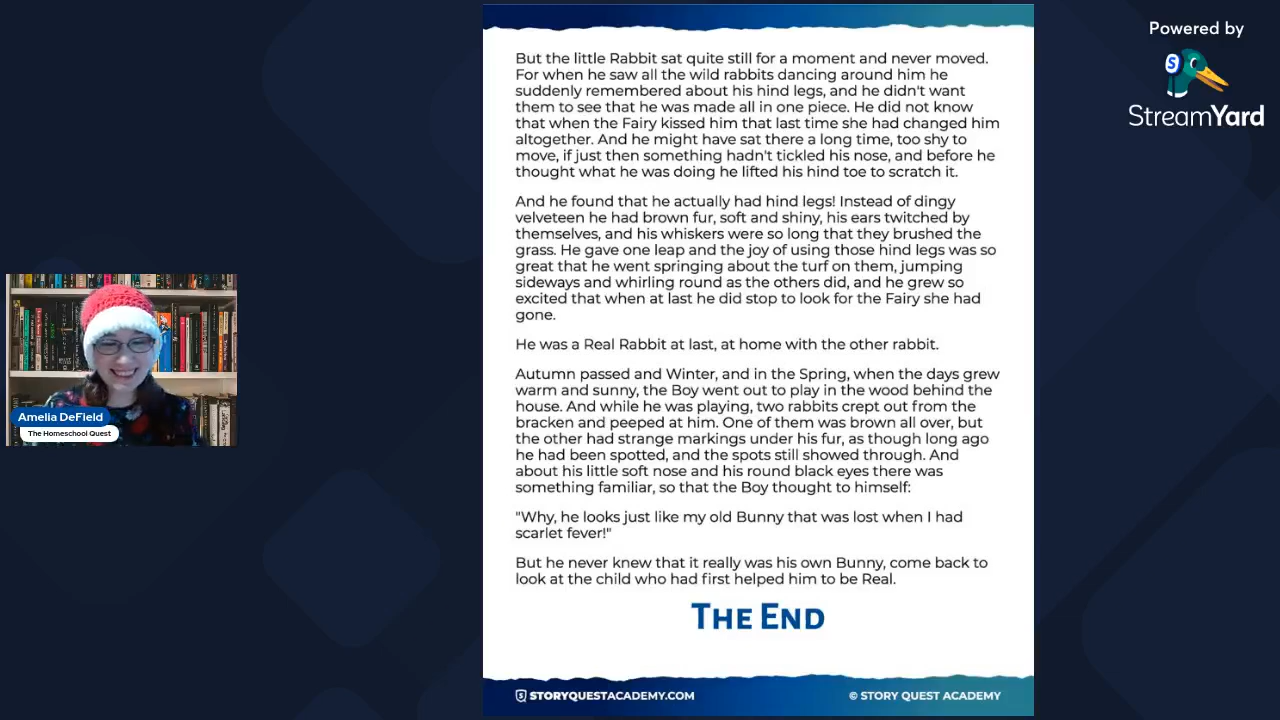 But the little Rabbit sat quite still for a moment and never moved.
For when he saw all the wild rabbits dancing around him he
suddenly remembered about his hind legs, and he didn't want
them to see that he was made all in one piece. He did not know
that when the Fairy kissed him that last time she had changed him
altogether. And he might have sat there a long time, too shy to
move, if just then something hadn't tickled his nose, and before he
thought what he was doing he lifted his hind toe to scratch it.
And he found that he actually had hind legs! Instead of dingy
velveteen he had brown fur, soft and shiny, his ears twitched by
themselves, and his whiskers were so long that they brushed the
grass. He gave one leap and the joy of using those hind legs was so
great that he went springing about the turf on them, jumping
sideways and whirling round as the others did, and he grew so
excited that when at last he did stop to look for the Fairy she had
gone.
He was a Real Rabbit at last, at home with the other rabbit.
Autumn passed and Winter, and in the Spring, when the days grew
warm and sunny, the Boy went out to play in the wood behind the
house. And while he was playing, two rabbits crept out from the
bracken and peeped at him. One of them was brown all over, but
the other had strange markings under his fur, as though long ago
he had been spotted, and the spots still showed through. And
about his little soft nose and his round black eyes there was
something familiar, so that the Boy thought to himself:
"Why, he looks just like my old Bunny that was lost when I had
scarlet fever!"
But he never knew that it really was his own Bunny, come back to
look at the child who had first helped him to be Real.
THE END
STORYQUESTACADEMY.COM
© STORY QUEST ACADEMY
Powered by
S
StreamYard
Amelia DeField
The Homeschool Quest